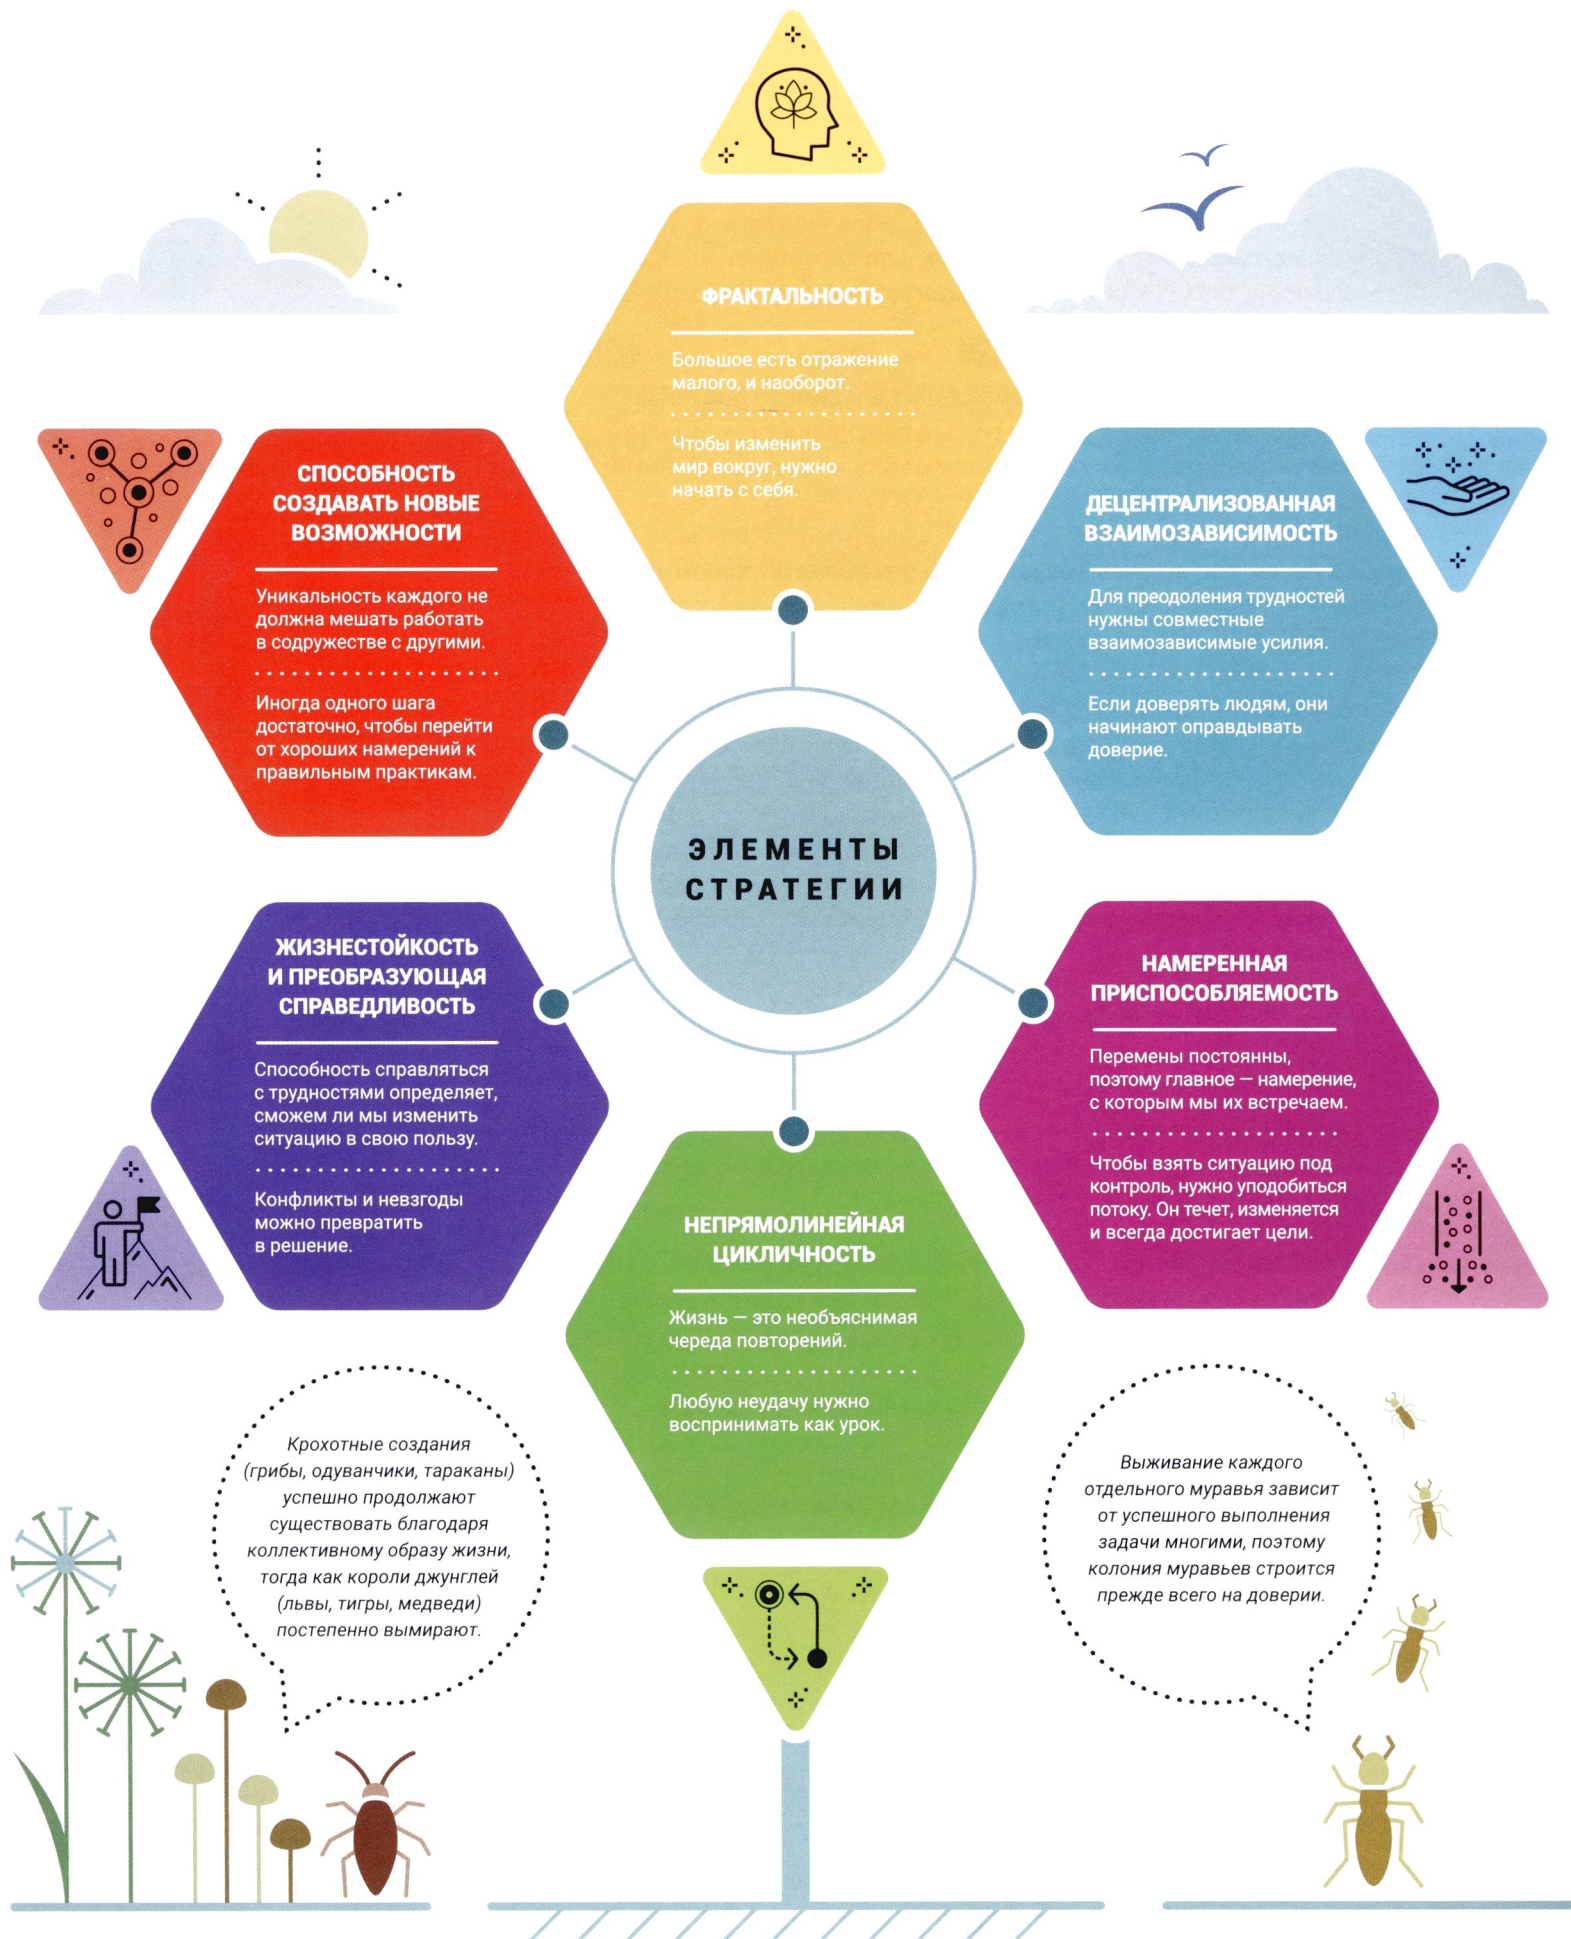 ФРАКТАЛЬНОСТЬ
Большое есть отражение
малого, и наоборот.
Чтобы изменить
мир вокруг, нужно
начать с себя.
СПОСОБНОСТЬ
СОЗДАВАТЬ НОВЫЕ
ВОЗМОЖНОСТИ
Уникальность каждого не
должна мешать работать
в содружестве с другими.
Иногда одного шага
достаточно, чтобы перейти
от хороших намерений к
правильным практикам.
ДЕЦЕНТРАЛИЗОВАННАЯ
ВЗАИМОЗАВИСИМОСТЬ
Для преодоления трудностей
нужны совместные
взаимозависимые усилия.
Если доверять людям, они
начинают оправдывать
доверие.
ЭЛЕМЕНТЫ
СТРАТЕГИИ
ЖИЗНЕСТОЙКОСТЬ
И ПРЕОБРАЗУЮЩАЯ
СПРАВЕДЛИВОСТЬ
Способность справляться
с трудностями определяет,
сможем ли мы изменить
ситуацию в свою пользу.
Конфликты и невзгоды
можно превратить
в решение.
НАМЕРЕННАЯ
ПРИСПОСОБЛЯЕМОСТЬ
Перемены постоянны,
поэтому главное — намерение,
с которым мы их встречаем.
Чтобы взять ситуацию под
контроль, нужно уподобиться
потоку. Он течет, изменяется
и всегда достигает цели.
НЕПРЯМОЛИНЕЙНАЯ
ЦИКЛИЧНОСТЬ
Жизнь — это необъяснимая
череда повторений.
Любую неудачу нужно
воспринимать как урок.
Крохотные создания
(грибы, одуванчики, тараканы)
успешно продолжают
существовать благодаря
коллективному образу жизни,
тогда как короли джунглей
(львы, тигры, медведи)
постепенно вымирают.
Выживание каждого
отдельного муравья зависит
от успешного выполнения
задачи многими, поэтому
колония муравьев строится
прежде всего на доверии.